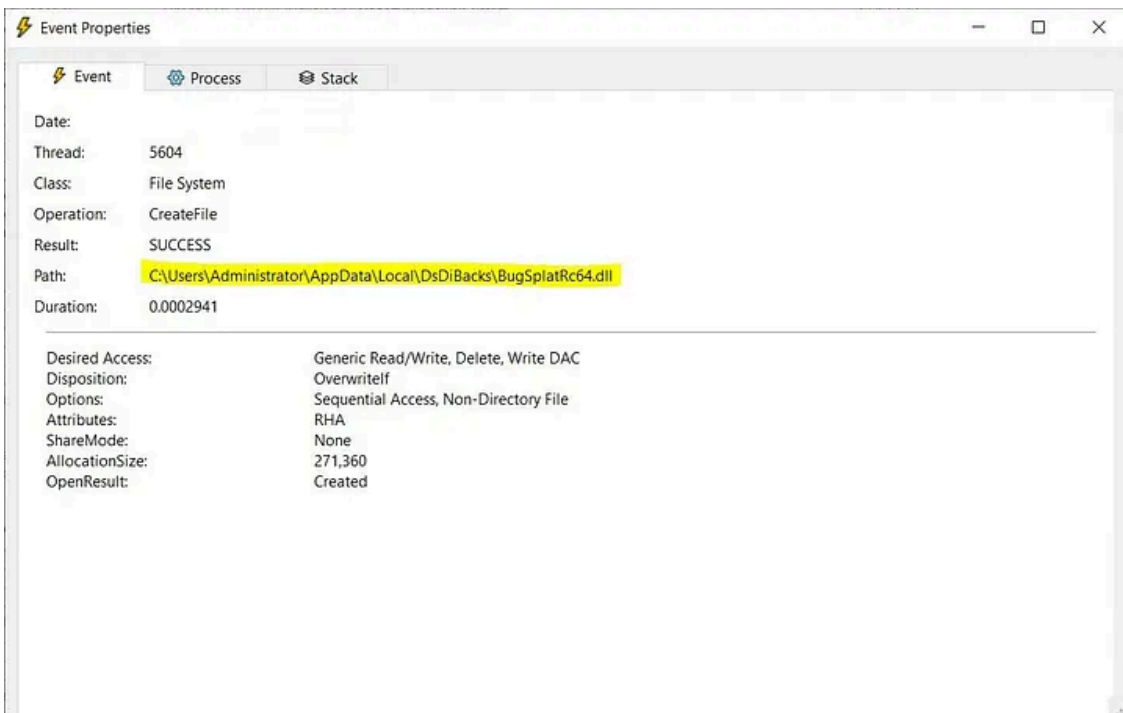 Event Properties
Event Process Stack
Date:
Thread: 5604
Class: File System
Operation: CreateFile
Result: SUCCESS
Path: C:\Users\Administrator\AppData\Local\DsDiBacks\BugSplatRc64.dll
Duration: 0.0002941
Desired Access: Generic Read/Write, Delete, Write DAC
Disposition: OverwriteIf
Options: Sequential Access, Non-Directory File
Attributes: RHA
ShareMode: None
AllocationSize: 271,360
OpenResult: Created